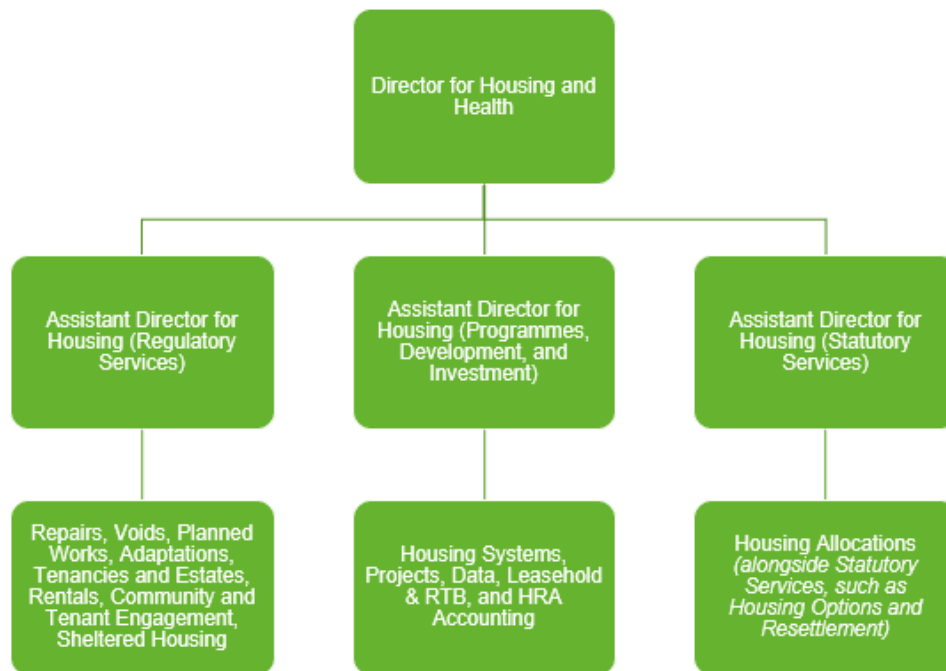 Director for Housing and
Health
Assistant Director for
Housing (Regulatory
Services)
Assistant Director for
Housing (Programmes,
Development, and
Investment)
Assistant Director for
Housing (Statutory
Services)
Repairs, Voids, Planned
Works, Adaptations,
Tenancies and Estates,
Rentals, Community and
Tenant Engagement,
Sheltered Housing
Housing Systems,
Projects, Data, Leasehold
& RTB, and HRA
Accounting
Housing Allocations
(alongside Statutory
Services, such as
Housing Options and
Resettlement)